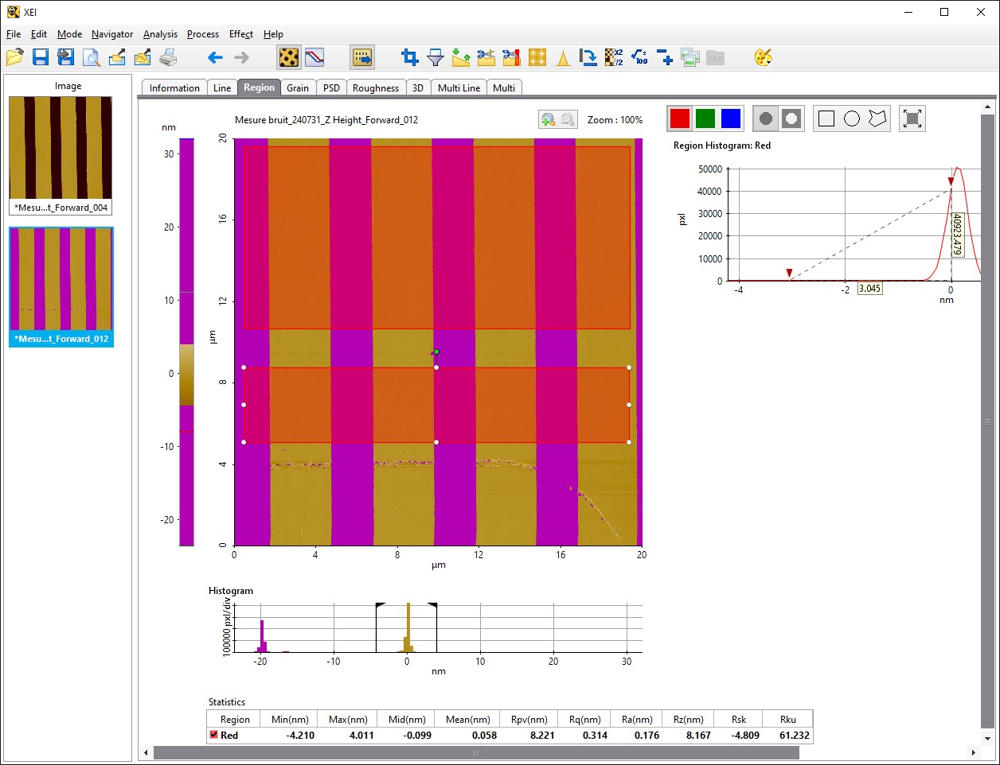 XEI
File Edit Mode Navigator Analysis Process Effect Help
x2
/2
√x
log
Image
*Mesu...t_Forward_004
*Mesu...t_Forward_012
Information Line Region Grain PSD Roughness 3D Multi Line Multi
Mesure bruit_240731_Z Height_Forward_012
Zoom : 100%
nm
30
20
10
0
-10
-20
20
16
12
8
4
0
µm
0 4 8 12 16 20
µm
Region Histogram: Red
50000
40000
30000
20000
10000
0
pxl
40923.479
3.045
-4 -2 0
nm
Histogram
100000 pxl/div
-20 -10 0 10 20 30
nm
Statistics
Region Min(nm) Max(nm) Mid(nm) Mean(nm) Rpv(nm) Rq(nm) Ra(nm) Rz(nm) Rsk Rku
Red -4.210 4.011 -0.099 0.058 8.221 0.314 0.176 8.167 -4.809 61.232